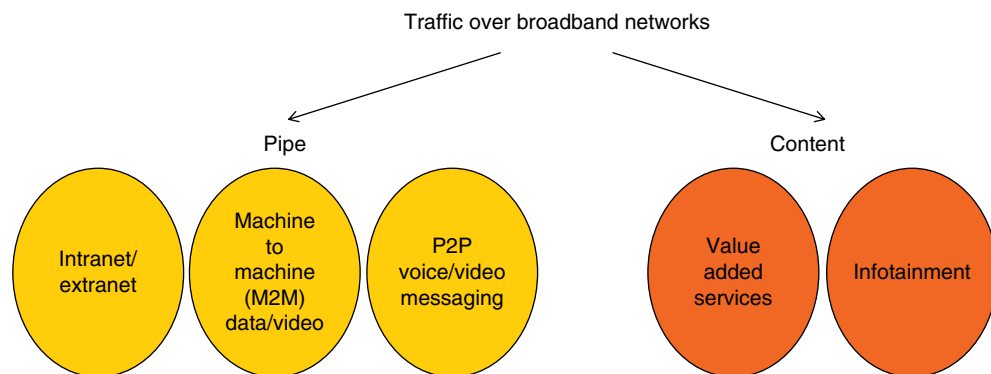 Traffic over broadband networks
Pipe
Content
Intranet/
extranet
Machine
to
machine
(M2M)
data/video
P2P
voice/video
messaging
Value
added
services
Infotainment